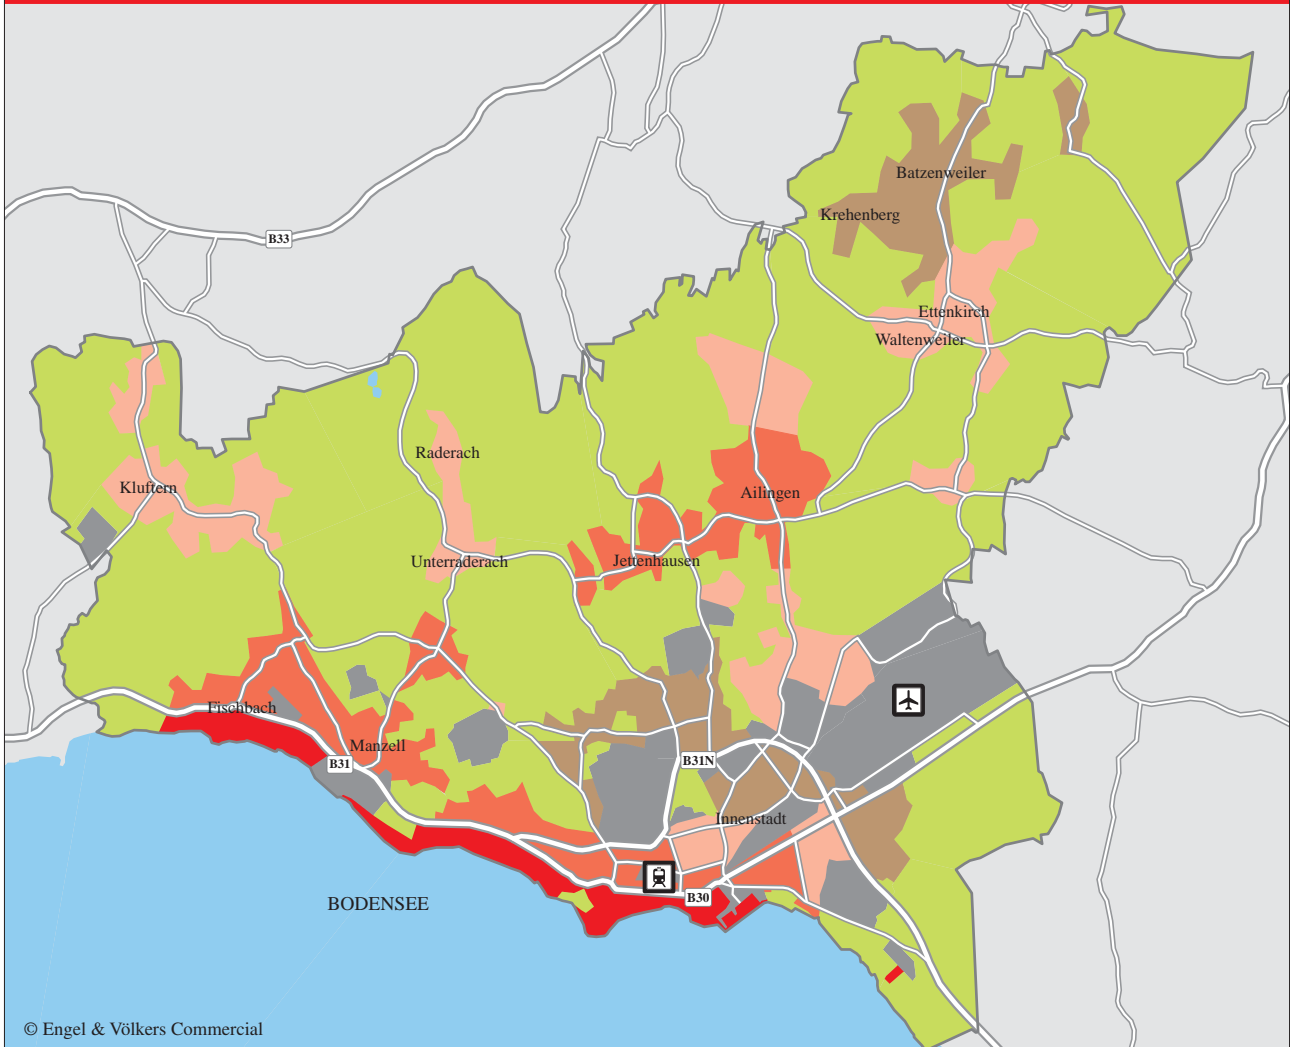 Batzenweiler
Krehenberg
B33
Ettenkirch
Waltenweiler
Raderach
Kluftern
Ailingen
Unterraderach
Jettenhausen
Fischbach
Manzell
B31
B31N
Innenstadt
B30
BODENSEE
© Engel & Völkers Commercial